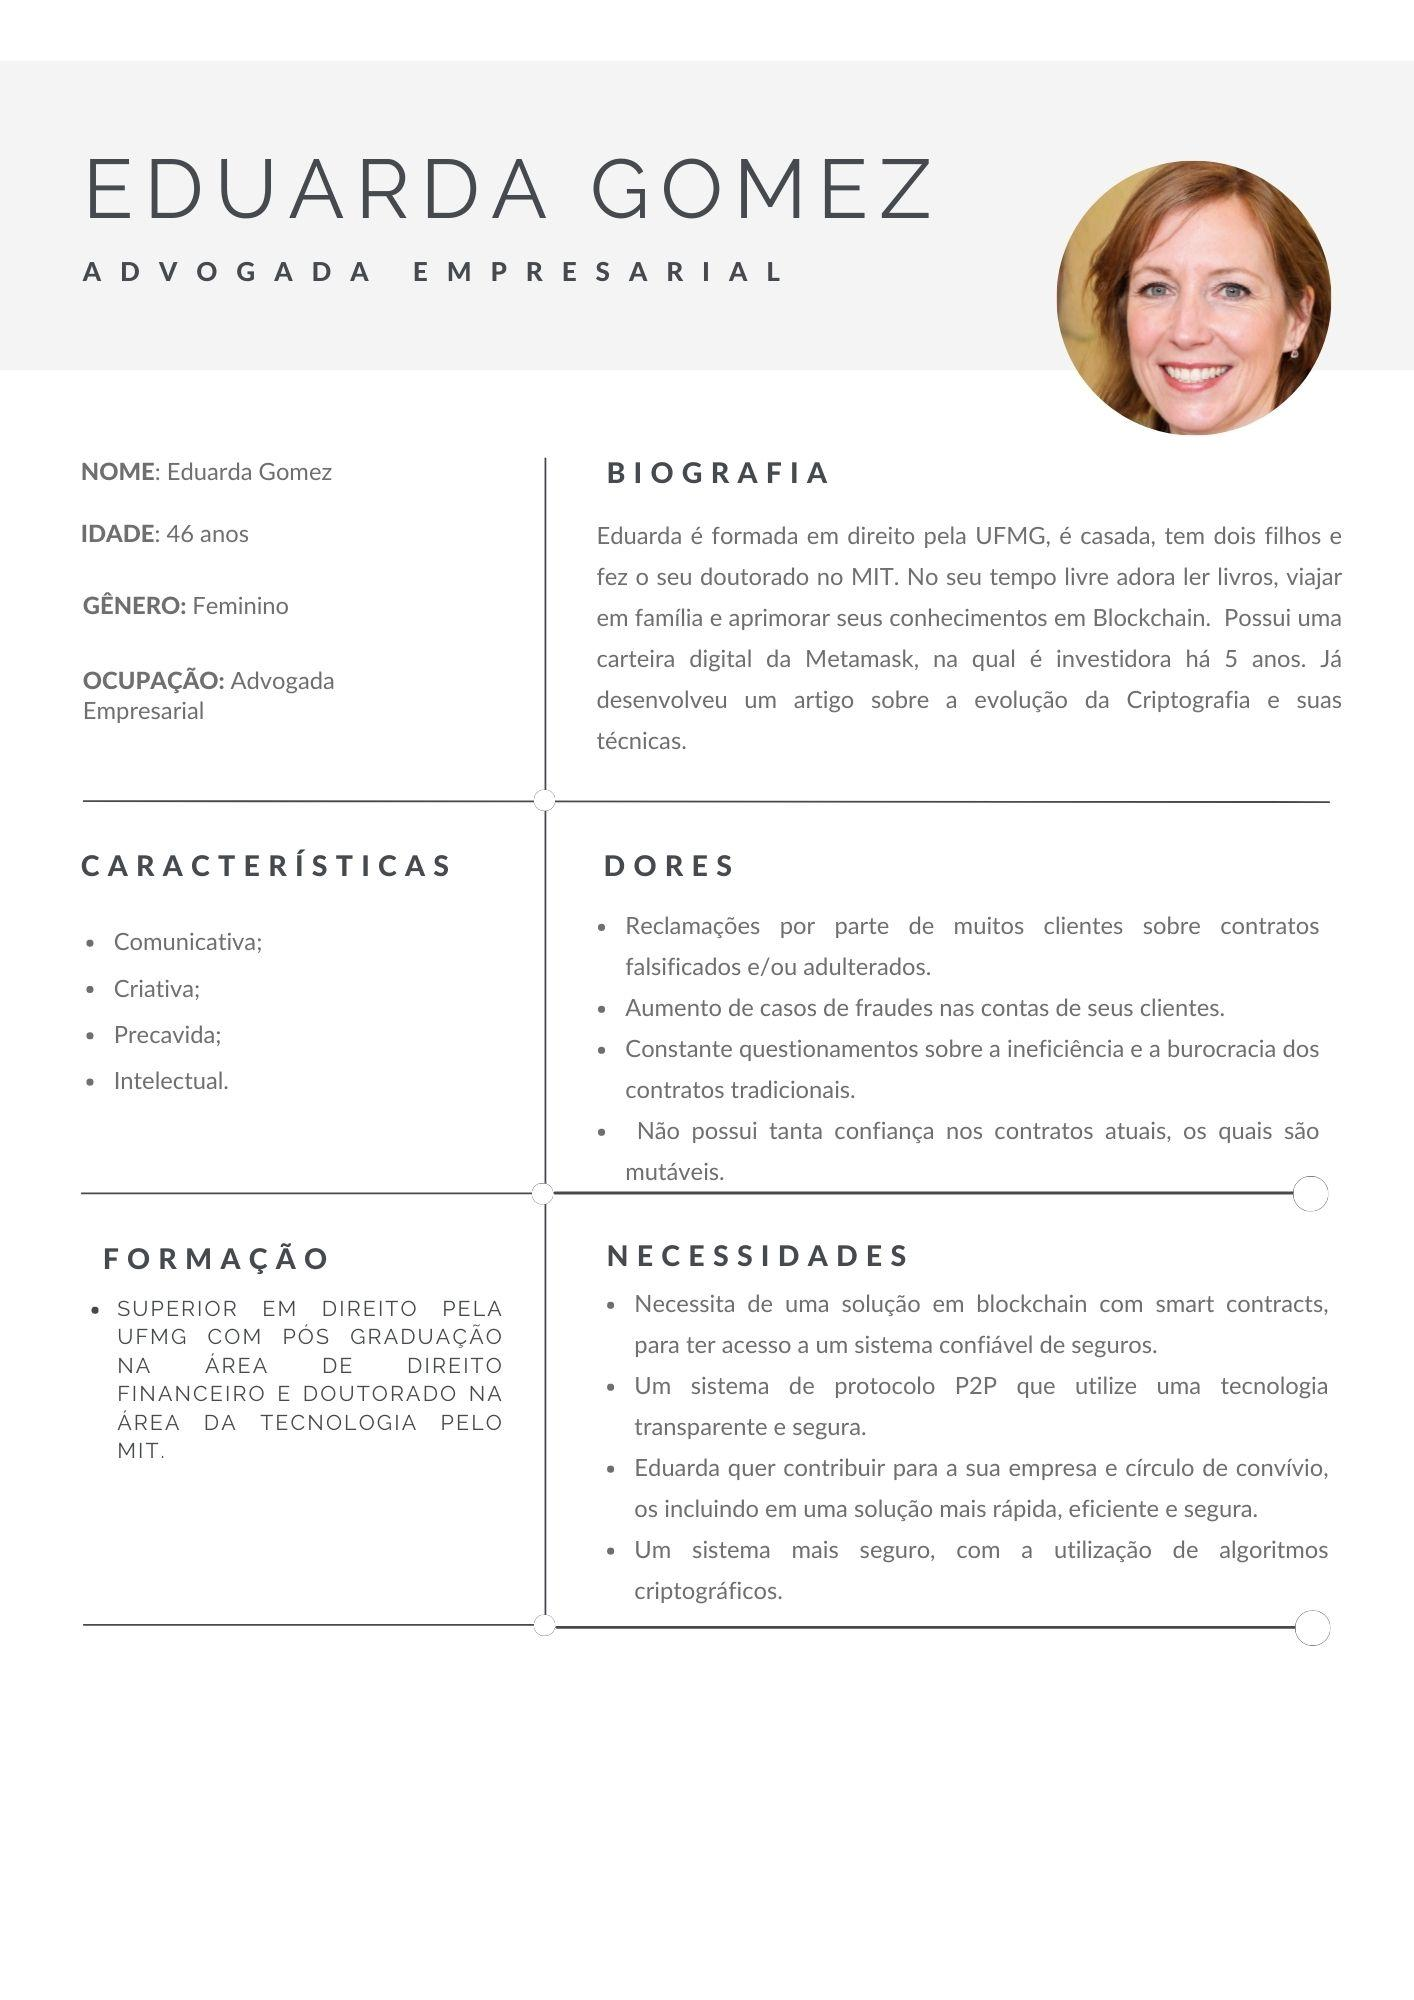 EDUARDA GOMEZ
ADVOGADA EMPRESARIAL
NOME: Eduarda Gomez
IDADE: 46 anos
GÊNERO: Feminino
OCUPAÇÃO: Advogada
Empresarial
BIOGRAFIA
Eduarda é formada em direito pela UFMG, é casada, tem dois filhos e
fez o seu doutorado no MIT. No seu tempo livre adora ler livros, viajar
em família e aprimorar seus conhecimentos em Blockchain. Possui uma
carteira digital da Metamask, na qual é investidora há 5 anos. Já
desenvolveu um artigo sobre a evolução da Criptografia e suas
técnicas.
CARACTERÍSTICAS
• Comunicativa;
• Criativa;
• Precavida;
• Intelectual.
DORES
• Reclamações por parte de muitos clientes sobre contratos
falsificados e/ou adulterados.
• Aumento de casos de fraudes nas contas de seus clientes.
• Constante questionamentos sobre a ineficiência e a burocracia dos
contratos tradicionais.
• Não possui tanta confiança nos contratos atuais, os quais são
mutáveis.
FORMAÇÃO
• SUPERIOR EM DIREITO PELA
UFMG COM PÓS GRADUAÇÃO
NA ÁREA DE DIREITO
FINANCEIRO E DOUTORADO NA
ÁREA DA TECNOLOGIA PELO
MIT.
NECESSIDADES
• Necessita de uma solução em blockchain com smart contracts,
para ter acesso a um sistema confiável de seguros.
• Um sistema de protocolo P2P que utilize uma tecnologia
transparente e segura.
• Eduarda quer contribuir para a sua empresa e círculo de convívio,
os incluindo em uma solução mais rápida, eficiente e segura.
• Um sistema mais seguro, com a utilização de algoritmos
criptográficos.